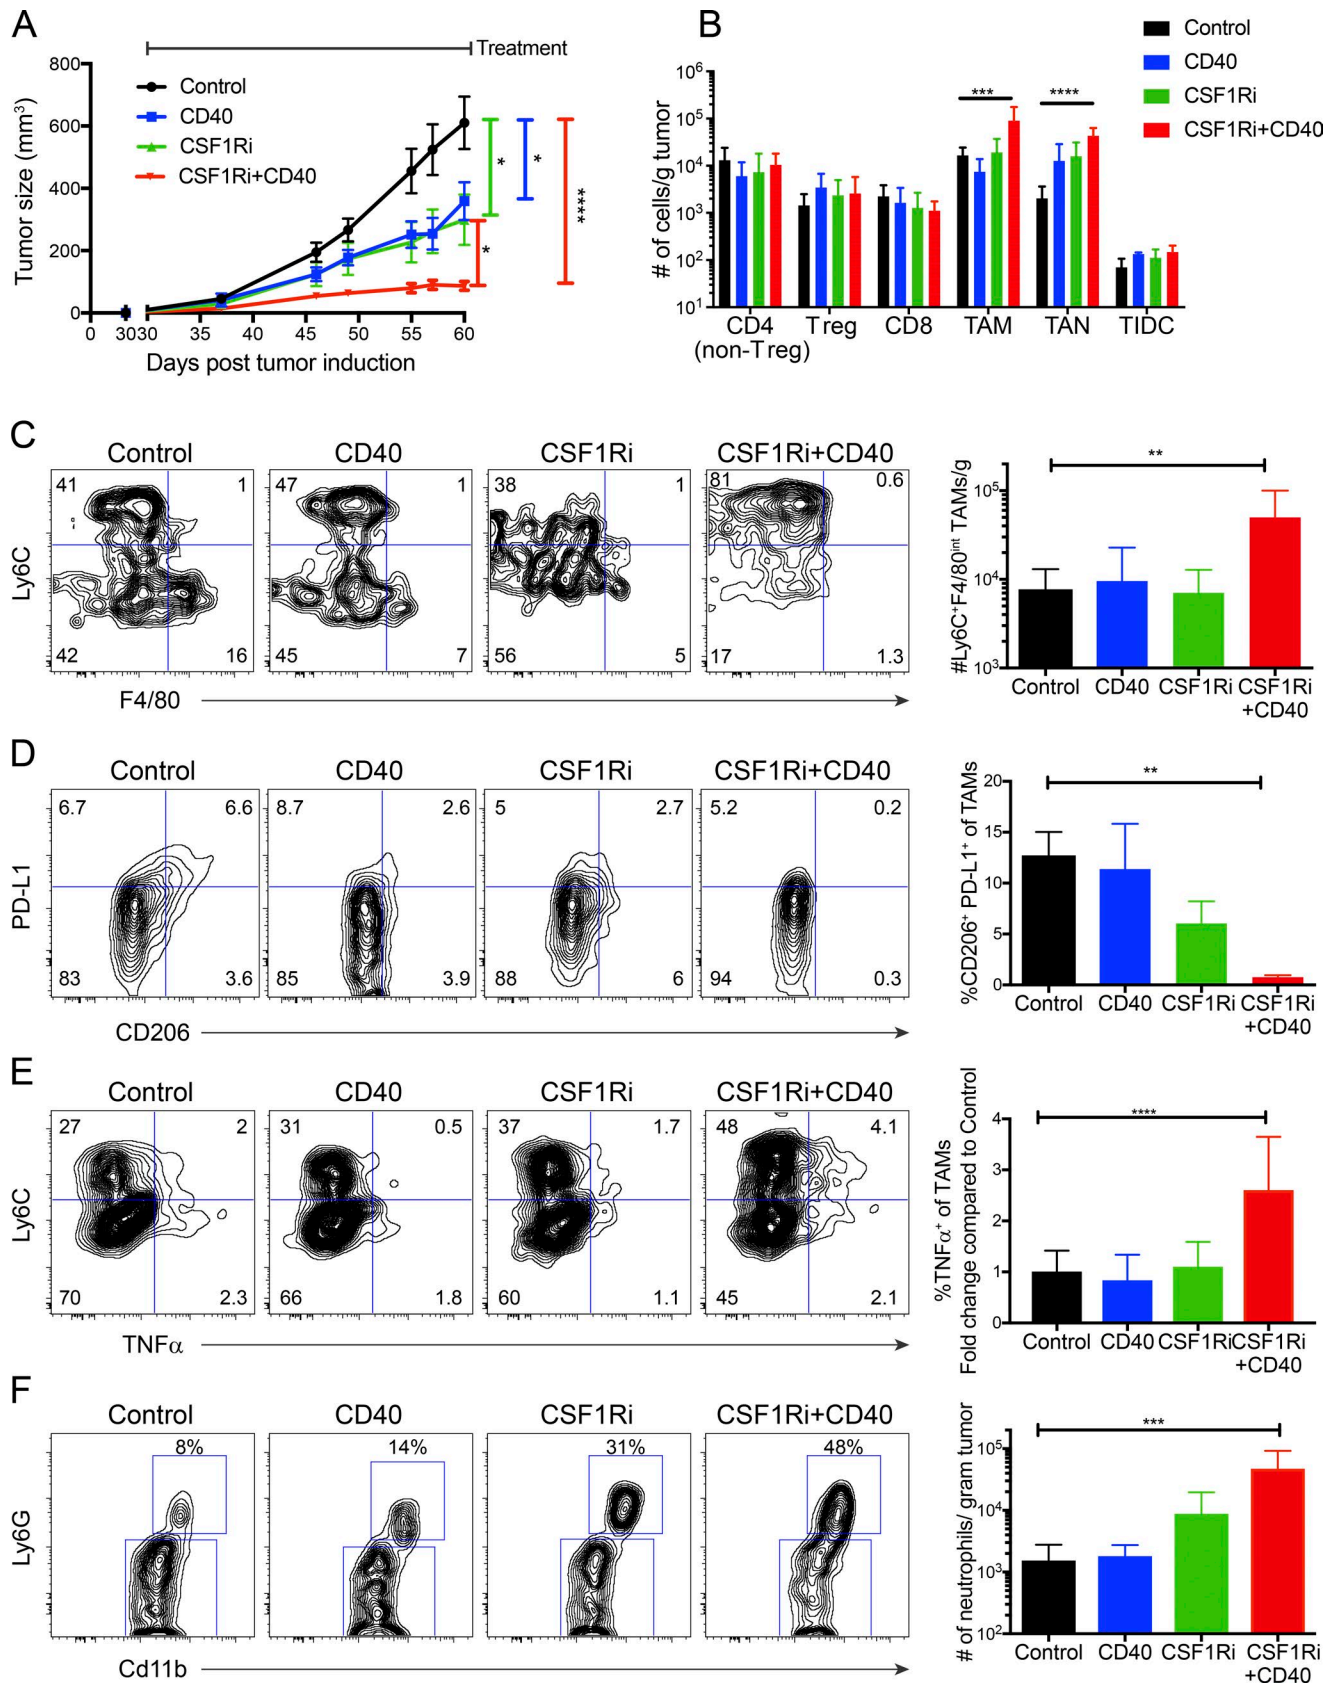 A
Treatment
Tumor size (mm³)
800
600
400
200
0
Control
CD40
CSF1Ri
CSF1Ri+CD40
*
*
****
*
0 30 30 35 40 45 50 55 60
Days post tumor induction
B
Control
CD40
CSF1Ri
CSF1Ri+CD40
# of cells/g tumor
10⁶
10⁵
10⁴
10³
10²
10¹
*** ****
CD4 Treg CD8 TAM TAN TIDC
(non-Treg)
C
Control CD40 CSF1Ri CSF1Ri+CD40
Ly6C
41 1 47 1 38 1 81 0.6
42 16 45 7 56 5 17 1.3
F4/80
#Ly6C⁺F4/80ⁱⁿᵗ TAMs/g
**
10⁵
10⁴
10³
Control CD40 CSF1Ri CSF1Ri
+CD40
D
Control CD40 CSF1Ri CSF1Ri+CD40
PD-L1
6.7 6.6 8.7 2.6 5 2.7 5.2 0.2
83 3.6 85 3.9 88 6 94 0.3
CD206
%CD206⁺ PD-L1⁺ of TAMs
**
20
15
10
5
0
Control CD40 CSF1Ri CSF1Ri
+CD40
E
Control CD40 CSF1Ri CSF1Ri+CD40
Ly6C
27 2 31 0.5 37 1.7 48 4.1
70 2.3 66 1.8 60 1.1 45 2.1
TNFα
%TNFα⁺ of TAMs
Fold change compared to Control
****
4
3
2
1
0
Control CD40 CSF1Ri CSF1Ri
+CD40
F
Control CD40 CSF1Ri CSF1Ri+CD40
Ly6G
8% 14% 31% 48%
Cd11b
# of neutrophils/ gram tumor
***
10⁵
10⁴
10³
10²
Control CD40 CSF1Ri CSF1Ri
+CD40